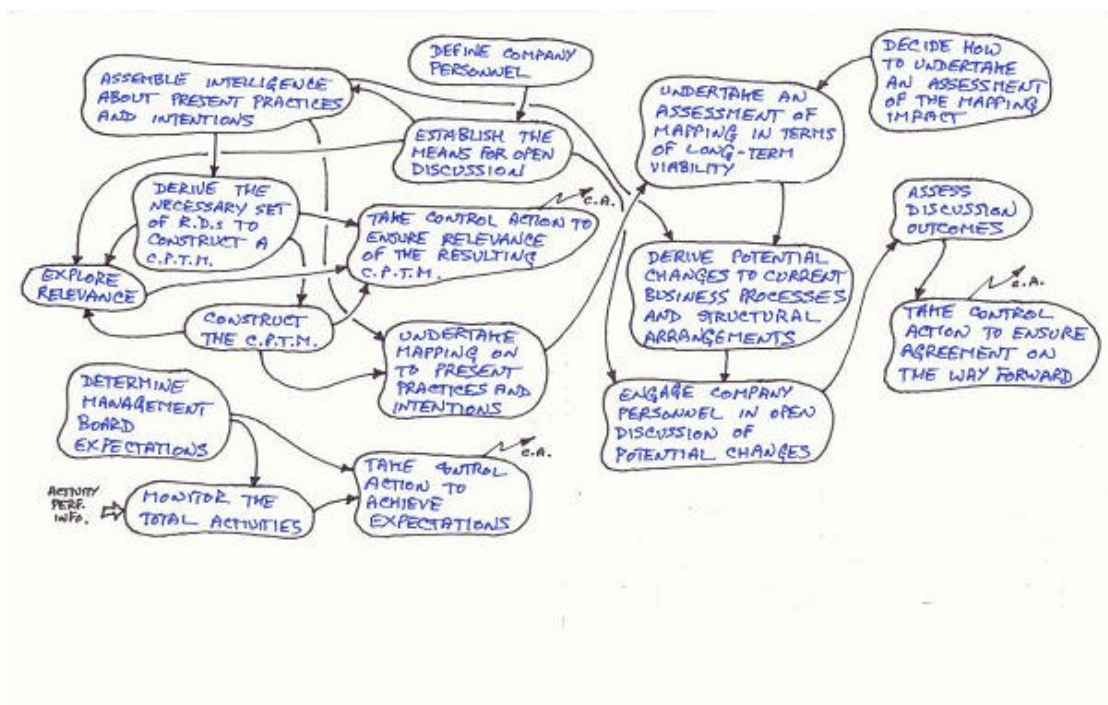 DEFINE COMPANY
PERSONNEL
DECIDE HOW
TO UNDERTAKE
AN ASSESSMENT
OF THE MAPPING
IMPACT
ASSEMBLE INTELLIGENCE
ABOUT PRESENT PRACTICES
AND INTENTIONS
UNDERTAKE AN
ASSESSMENT OF
MAPPING IN TERMS
OF LONG-TERM
VIABILITY
ESTABLISH THE
MEANS FOR OPEN
DISCUSSION
DERIVE THE
NECESSARY SET
OF R.D.s TO
CONSTRUCT A
C.P.T.M.
C.A.
TAKE CONTROL ACTION TO
ENSURE RELEVANCE
OF THE RESULTING
C.P.T.M.
ASSESS
DISCUSSION
OUTCOMES
EXPLORE
RELEVANCE
DERIVE POTENTIAL
CHANGES TO CURRENT
BUSINESS PROCESSES
AND STRUCTURAL
ARRANGEMENTS
C.A.
TAKE CONTROL
ACTION TO ENSURE
AGREEMENT ON
THE WAY FORWARD
CONSTRUCT
THE C.P.T.M.
UNDERTAKE
MAPPING ON
TO PRESENT
PRACTICES AND
INTENTIONS
DETERMINE
MANAGEMENT
BOARD
EXPECTATIONS
ENGAGE COMPANY
PERSONNEL IN OPEN
DISCUSSION OF
POTENTIAL CHANGES
C.A.
TAKE CONTROL
ACTION TO
ACHIEVE
EXPECTATIONS
ACTIVITY
PERF.
INFO.
MONITOR THE
TOTAL ACTIVITIES